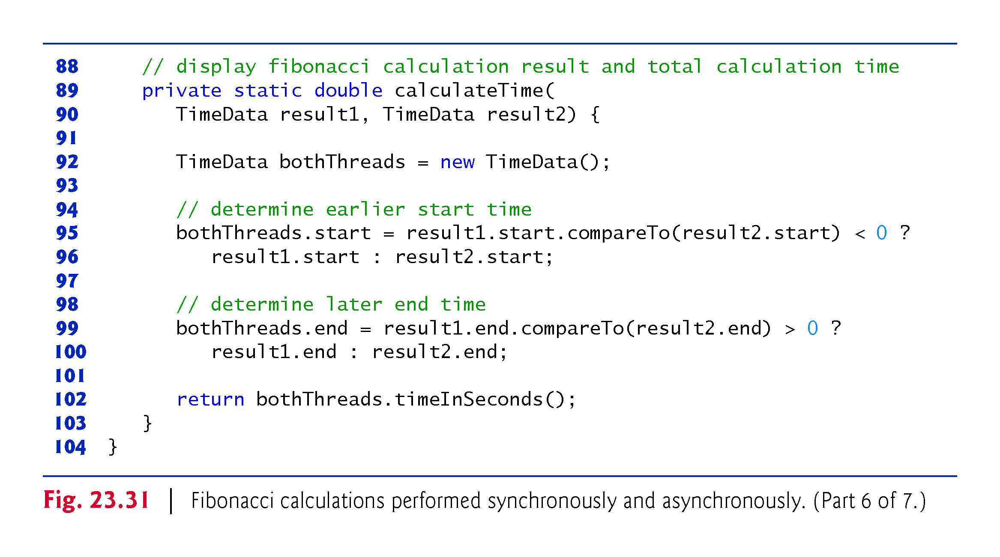 88 // display fibonacci calculation result and total calculation time
89 private static double calculateTime(
90 TimeData result1, TimeData result2) {
91
92 TimeData bothThreads = new TimeData();
93
94 // determine earlier start time
95 bothThreads.start = result1.start.compareTo(result2.start) < 0 ?
96 result1.start : result2.start;
97
98 // determine later end time
99 bothThreads.end = result1.end.compareTo(result2.end) > 0 ?
100 result1.end : result2.end;
101
102 return bothThreads.timeInSeconds();
103 }
104 }
Fig. 23.31 | Fibonacci calculations performed synchronously and asynchronously. (Part 6 of 7.)